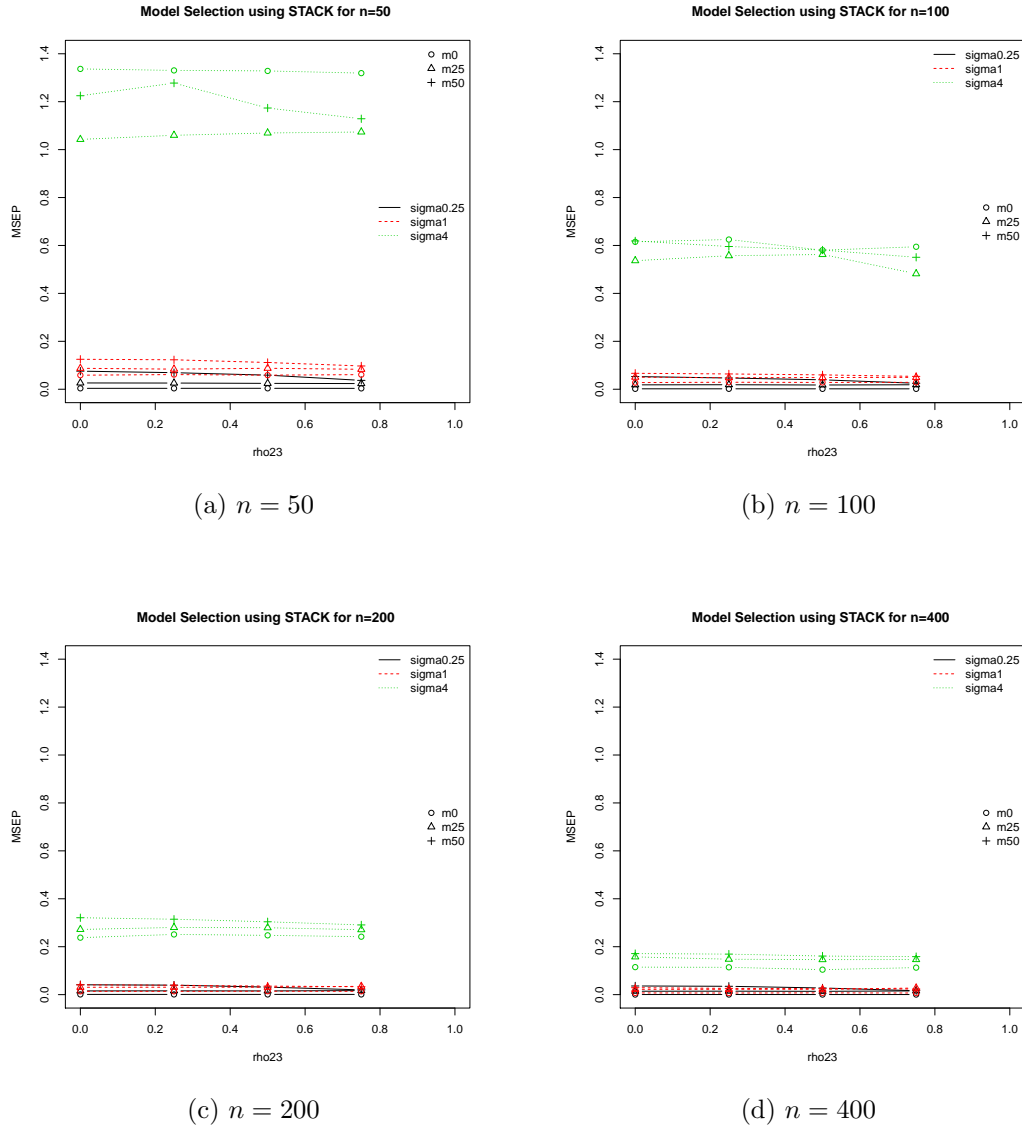 Model Selection using STACK for n=50
1.4
1.2
1.0
0.8
0.6
0.4
0.2
0.0
MSEP
m0
m25
m50
sigma0.25
sigma1
sigma4
0.0 0.2 0.4 0.6 0.8 1.0
rho23
(a) n = 50
Model Selection using STACK for n=100
1.4
1.2
1.0
0.8
0.6
0.4
0.2
0.0
MSEP
sigma0.25
sigma1
sigma4
m0
m25
m50
0.0 0.2 0.4 0.6 0.8 1.0
rho23
(b) n = 100
Model Selection using STACK for n=200
1.4
1.2
1.0
0.8
0.6
0.4
0.2
0.0
MSEP
sigma0.25
sigma1
sigma4
m0
m25
m50
0.0 0.2 0.4 0.6 0.8 1.0
rho23
(c) n = 200
Model Selection using STACK for n=400
1.4
1.2
1.0
0.8
0.6
0.4
0.2
0.0
MSEP
sigma0.25
sigma1
sigma4
m0
m25
m50
0.0 0.2 0.4 0.6 0.8 1.0
rho23
(d) n = 400